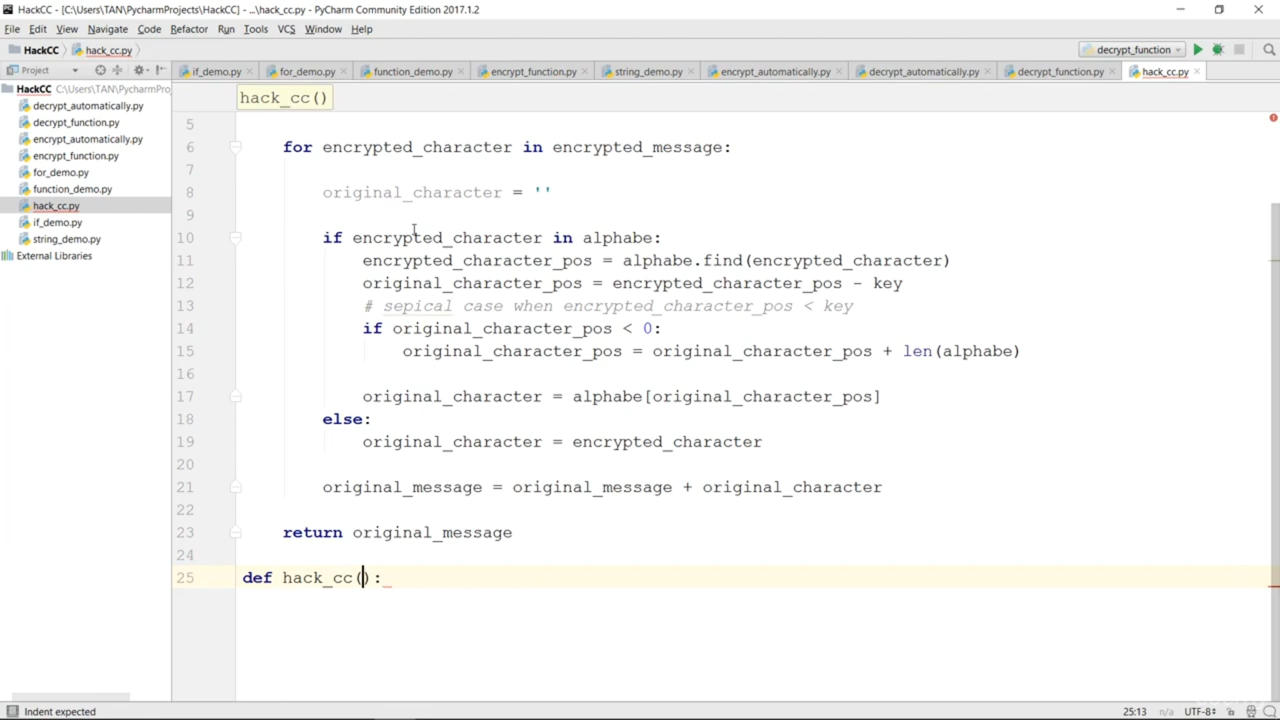 HackCC - [C:\Users\TAN\PycharmProjects\HackCC] - ...\hack_cc.py - PyCharm Community Edition 2017.1.2
File Edit View Navigate Code Refactor Run Tools VCS Window Help
HackCC hack_cc.py decrypt_function
Project if_demo.py for_demo.py function_demo.py encrypt_function.py string_demo.py encrypt_automatically.py decrypt_automatically.py decrypt_function.py hack_cc.py
HackCC C:\Users\TAN\PycharmProj
decrypt_automatically.py
decrypt_function.py
encrypt_automatically.py
encrypt_function.py
for_demo.py
function_demo.py
hack_cc.py
if_demo.py
string_demo.py
External Libraries
hack_cc()
5
6 for encrypted_character in encrypted_message:
7
8 original_character = ''
9
10 if encrypted_character in alphabe:
11 encrypted_character_pos = alphabe.find(encrypted_character)
12 original_character_pos = encrypted_character_pos - key
13 # sepical case when encrypted_character_pos < key
14 if original_character_pos < 0:
15 original_character_pos = original_character_pos + len(alphabe)
16
17 original_character = alphabe[original_character_pos]
18 else:
19 original_character = encrypted_character
20
21 original_message = original_message + original_character
22
23 return original_message
24
25 def hack_cc():
Indent expected 25:13 n/a UTF-8